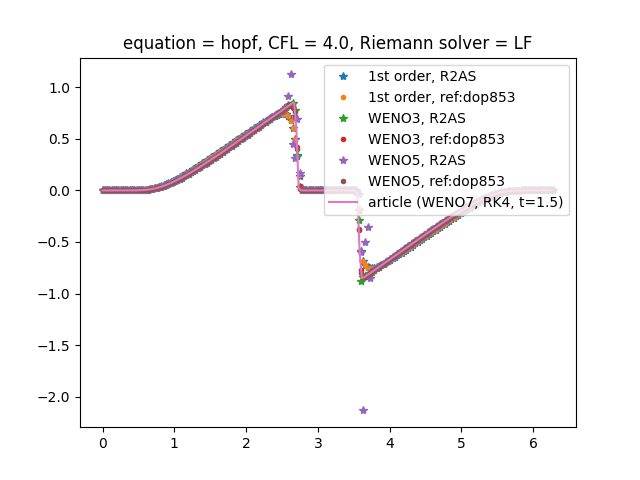 equation = hopf, CFL = 4.0, Riemann solver = LF
1st order, R2AS
1st order, ref:dop853
WENO3, R2AS
WENO3, ref:dop853
WENO5, R2AS
WENO5, ref:dop853
article (WENO7, RK4, t=1.5)
1.0
0.5
0.0
−0.5
−1.0
−1.5
−2.0
0 1 2 3 4 5 6